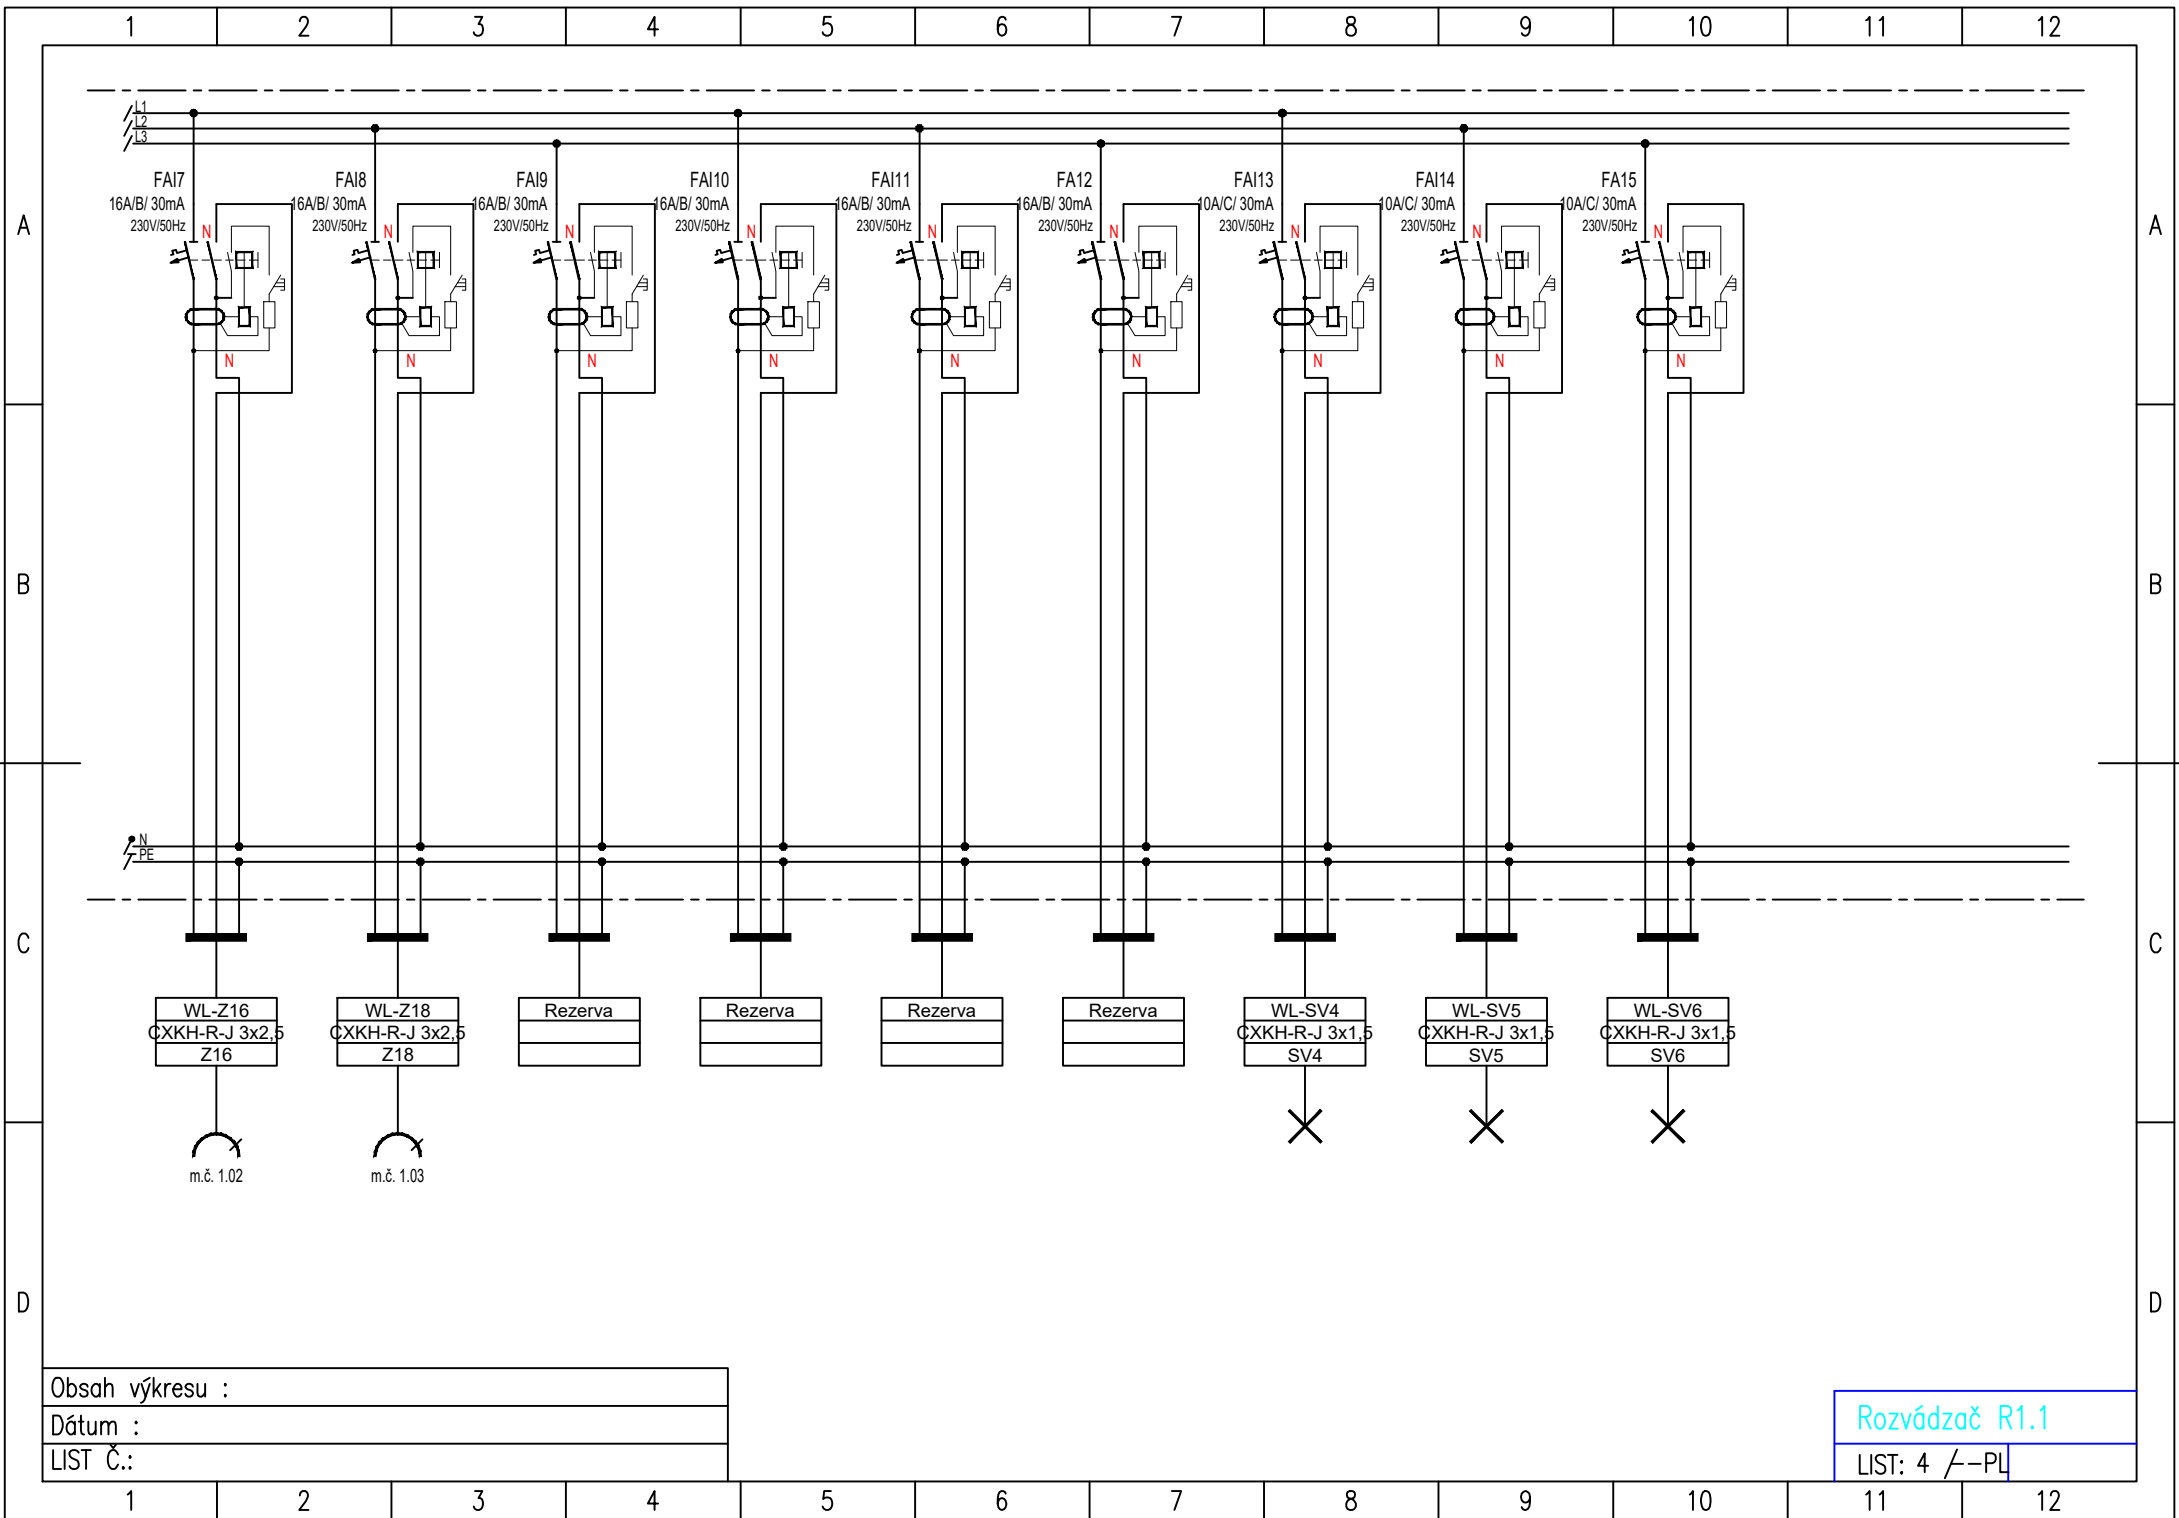 1 2 3 4 5 6 7 8 9 10 11 12
L1
L2
L3
FAI7 FAI8 FAI9 FAI10 FAI11 FA12 FAI13 FAI14 FA15
16A/B/ 30mA 16A/B/ 30mA 16A/B/ 30mA 16A/B/ 30mA 16A/B/ 30mA 16A/B/ 30mA 10A/C/ 30mA 10A/C/ 30mA 10A/C/ 30mA
A 230V/50Hz 230V/50Hz 230V/50Hz 230V/50Hz 230V/50Hz 230V/50Hz 230V/50Hz 230V/50Hz 230V/50Hz A
N N N N N N N N N
N N N N N N N N N
B B
N
PE
C C
WL-Z16 WL-Z18 Rezerva Rezerva Rezerva Rezerva WL-SV4 WL-SV5 WL-SV6
CXKH-R-J 3x2,5 CXKH-R-J 3x2,5 CXKH-R-J 3x1,5 CXKH-R-J 3x1,5 CXKH-R-J 3x1,5
Z16 Z18 SV4 SV5 SV6
m.č. 1.02 m.č. 1.03
D D
Obsah výkresu :
Dátum :
LIST Č.:
Rozvádzač R1.1
LIST: 4 /--PL
1 2 3 4 5 6 7 8 9 10 11 12